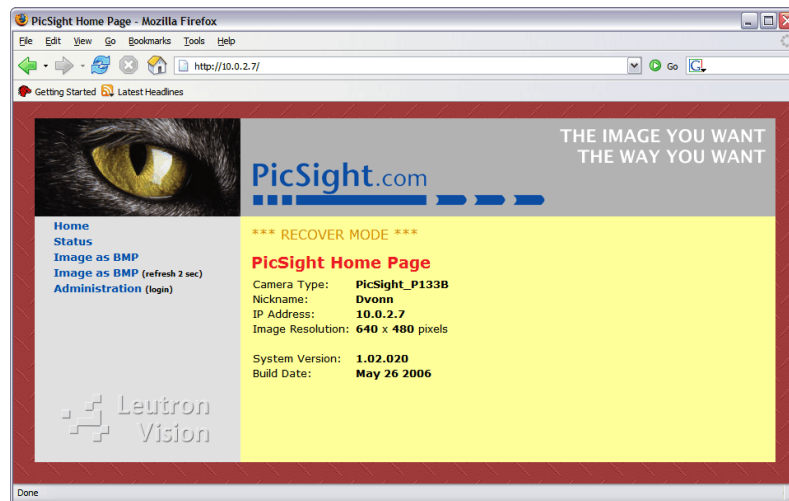 PicSight Home Page - Mozilla Firefox
File Edit View Go Bookmarks Tools Help
http://10.0.2.7/ Go G
Getting Started Latest Headlines
THE IMAGE YOU WANT
THE WAY YOU WANT
PicSight.com
Home
Status
Image as BMP
Image as BMP (refresh 2 sec)
Administration (login)
*** RECOVER MODE ***
PicSight Home Page
Camera Type: PicSight_P133B
Nickname: Dvonn
IP Address: 10.0.2.7
Image Resolution: 640 x 480 pixels
System Version: 1.02.020
Build Date: May 26 2006
Leutron
Vision
Done